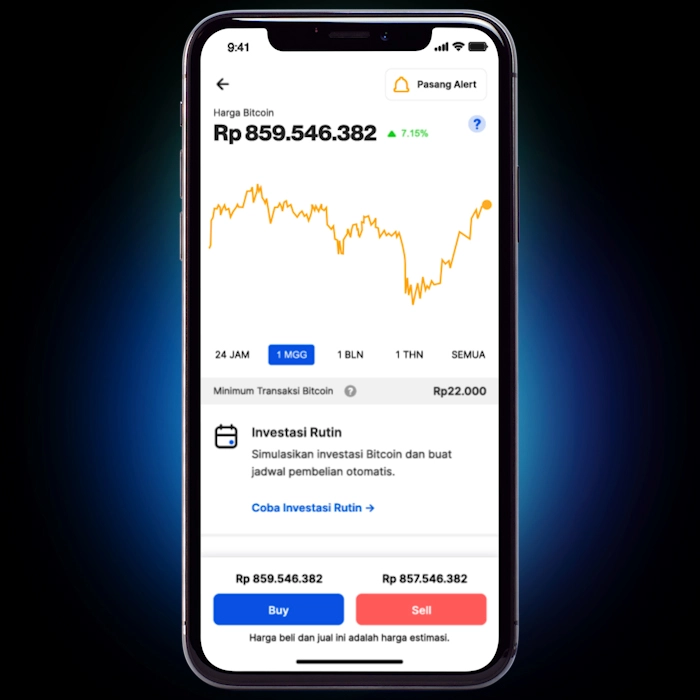 9:41
Pasang Alert
Harga Bitcoin
Rp 859.546.382 ▲ 7.15%
?
24 JAM 1 MGG 1 BLN 1 THN SEMUA
Minimum Transaksi Bitcoin ? Rp22.000
Investasi Rutin
Simulasikan investasi Bitcoin dan buat
jadwal pembelian otomatis.
Coba Investasi Rutin →
Rp 859.546.382 Rp 857.546.382
Buy Sell
Harga beli dan jual ini adalah harga estimasi.